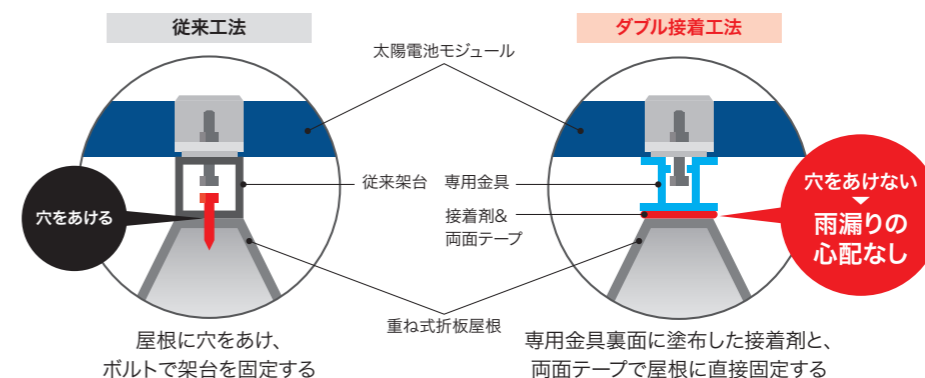 従来工法
ダブル接着工法
太陽電池モジュール
穴をあける
従来架台
専用金具
接着剤&
両面テープ
穴をあけない
雨漏りの
心配なし
重ね式折板屋根
屋根に穴をあけ、
ボルトで架台を固定する
専用金具裏面に塗布した接着剤と、
両面テープで屋根に直接固定する